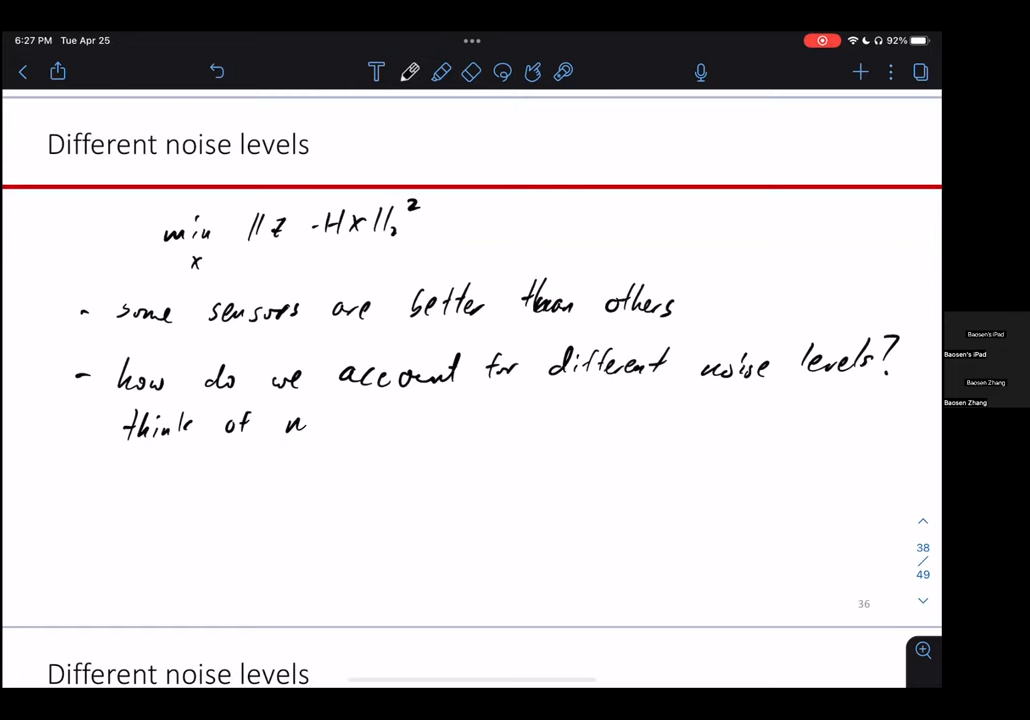 6:27 PM Tue Apr 25
92%
Different noise levels
min ||z - Hx||₂²
x
- some sensors are better than others
- how do we account for different noise levels?
think of n
Baosen's iPad
Baosen's iPad
Baosen Zhang
Baosen Zhang
38
/
49
36
Different noise levels